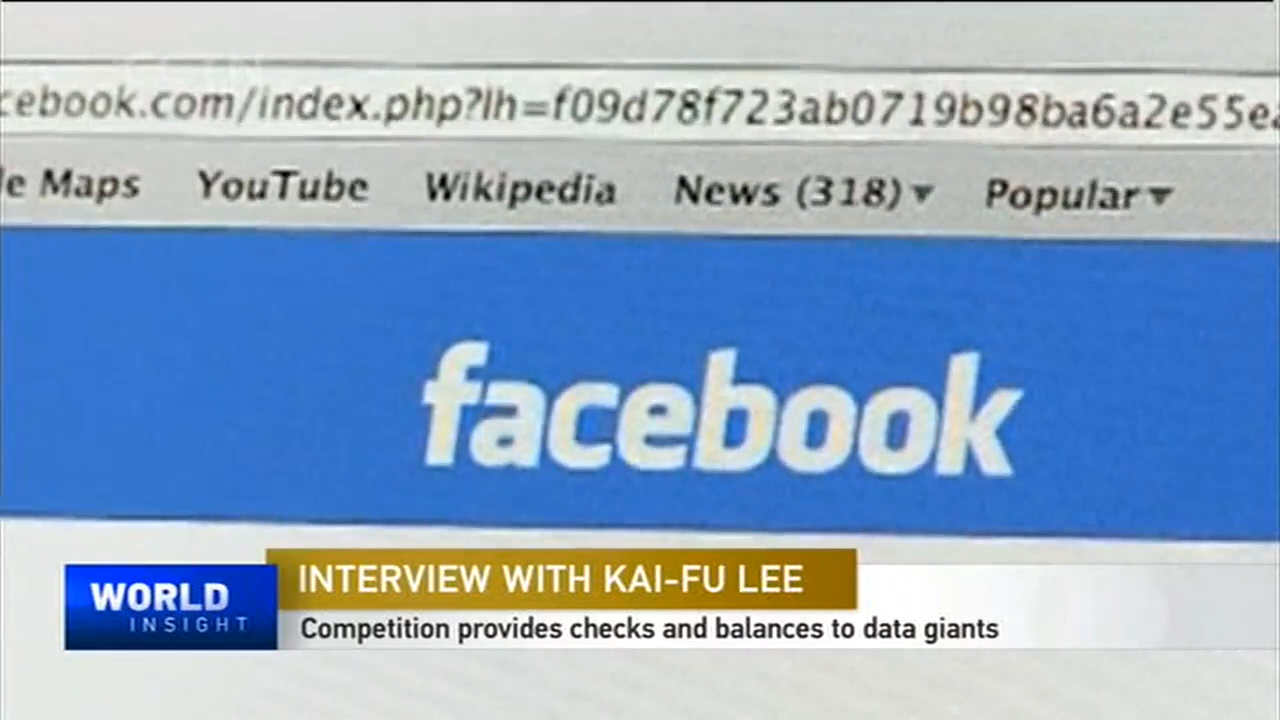 cebook.com/index.php?lh=f09d78f723ab0719b98ba6a2e55e
le Maps YouTube Wikipedia News (318) Popular
facebook
INTERVIEW WITH KAI-FU LEE
WORLD
INSIGHT
Competition provides checks and balances to data giants